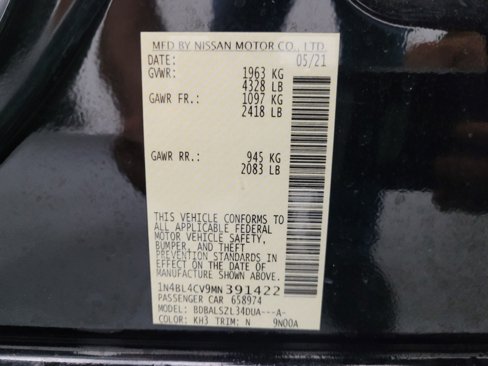 MFD BY NISSAN MOTOR CO., LTD.
DATE: 05/21
GVWR: 1963 KG
4328 LB
GAWR FR.: 1097 KG
2418 LB
GAWR RR.: 945 KG
2083 LB
THIS VEHICLE CONFORMS TO
ALL APPLICABLE FEDERAL
MOTOR VEHICLE SAFETY,
BUMPER, AND THEFT
PREVENTION STANDARDS IN
EFFECT ON THE DATE OF
MANUFACTURE SHOWN ABOVE.
1N4BL4CV9MN391422
PASSENGER CAR 658974
MODEL: BDBALSZL34DUA---A-
COLOR: KH3 TRIM: N 9N00A